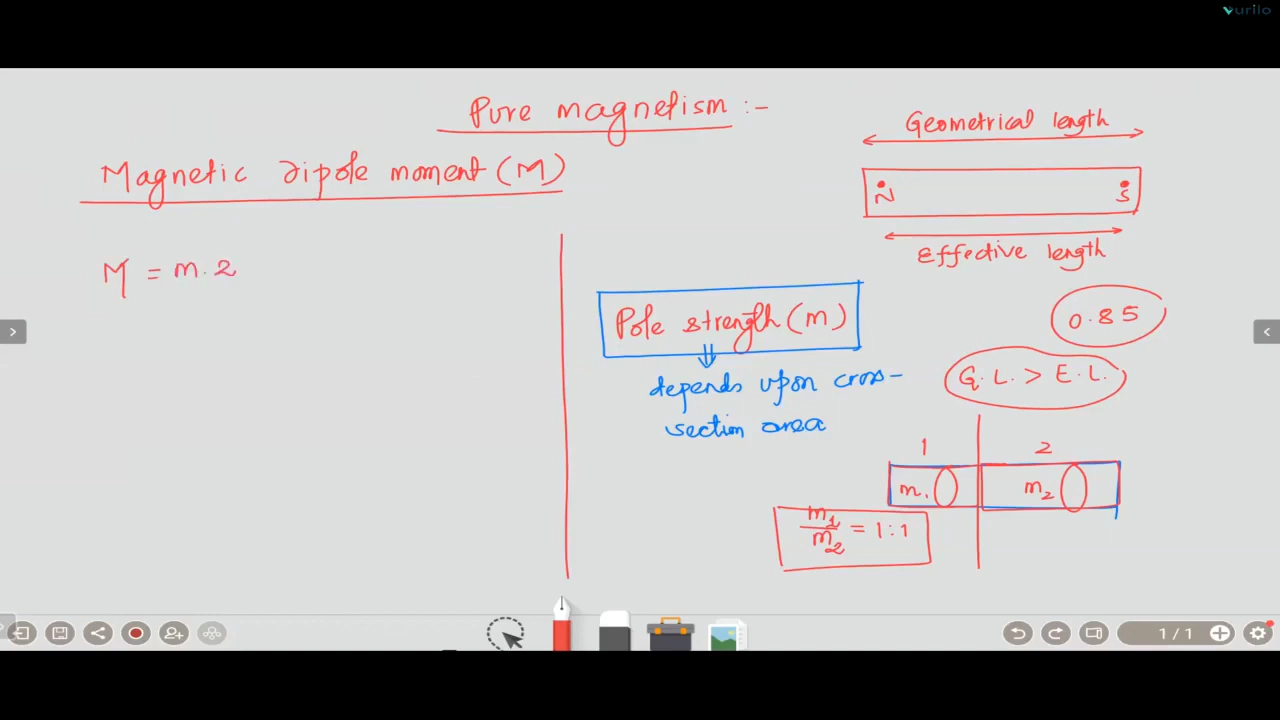 vurilo
Pure magnetism :-
Magnetic dipole moment (M)
M = m.2
Geometrical length
N S
Effective length
Pole strength (m)
depends upon cross-
section area
0.85
G.L. > E.L.
1 2
m1 m2
m1/m2 = 1:1
1/1